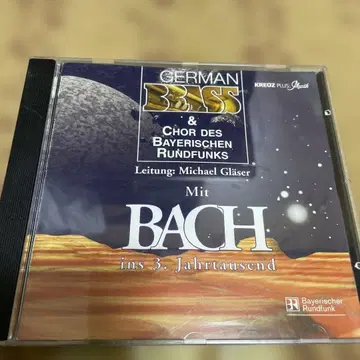 GERMAN
BRASS
KREUZ PLUS: Musik
&
CHOR DES
BAYERISCHEN
RUNDFUNKS
Leitung: Michael Gläser
Mit
BACH
ins 3. Jahrtausend
BR Bayerischer
Rundfunk